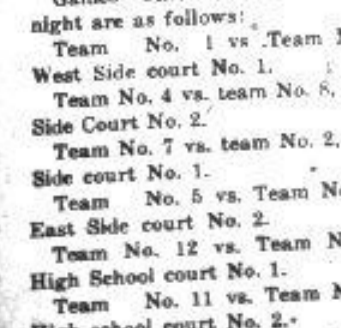 night are as follows:
Team No. 1 vs Team
West Side court No. 1.
Team No. 4 vs. team No. 8,
Side Court No. 2.
Team No. 7 vs. team No. 2,
Side court No. 1.
Team No. 5 vs. Team
East Side court No. 2.
Team No. 12 vs. Team
High School court No. 1.
Team No. 11 vs. Team
school court No. 2.